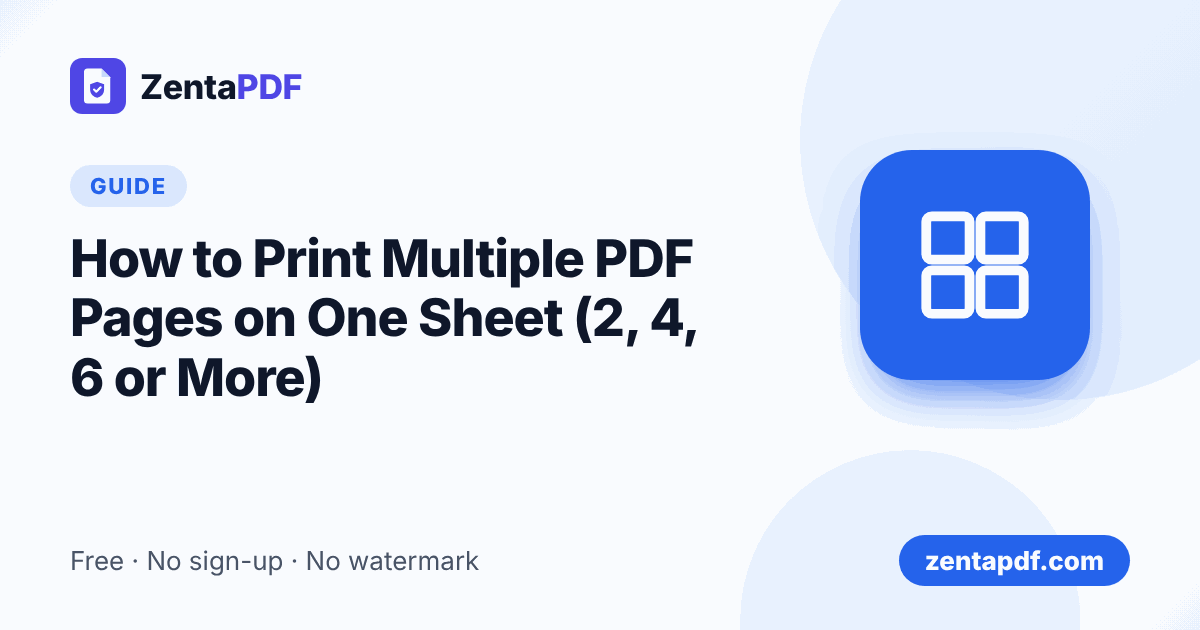 ZentaPDF
GUIDE
How to Print Multiple PDF
Pages on One Sheet (2, 4,
6 or More)
Free · No sign-up · No watermark
zentapdf.com